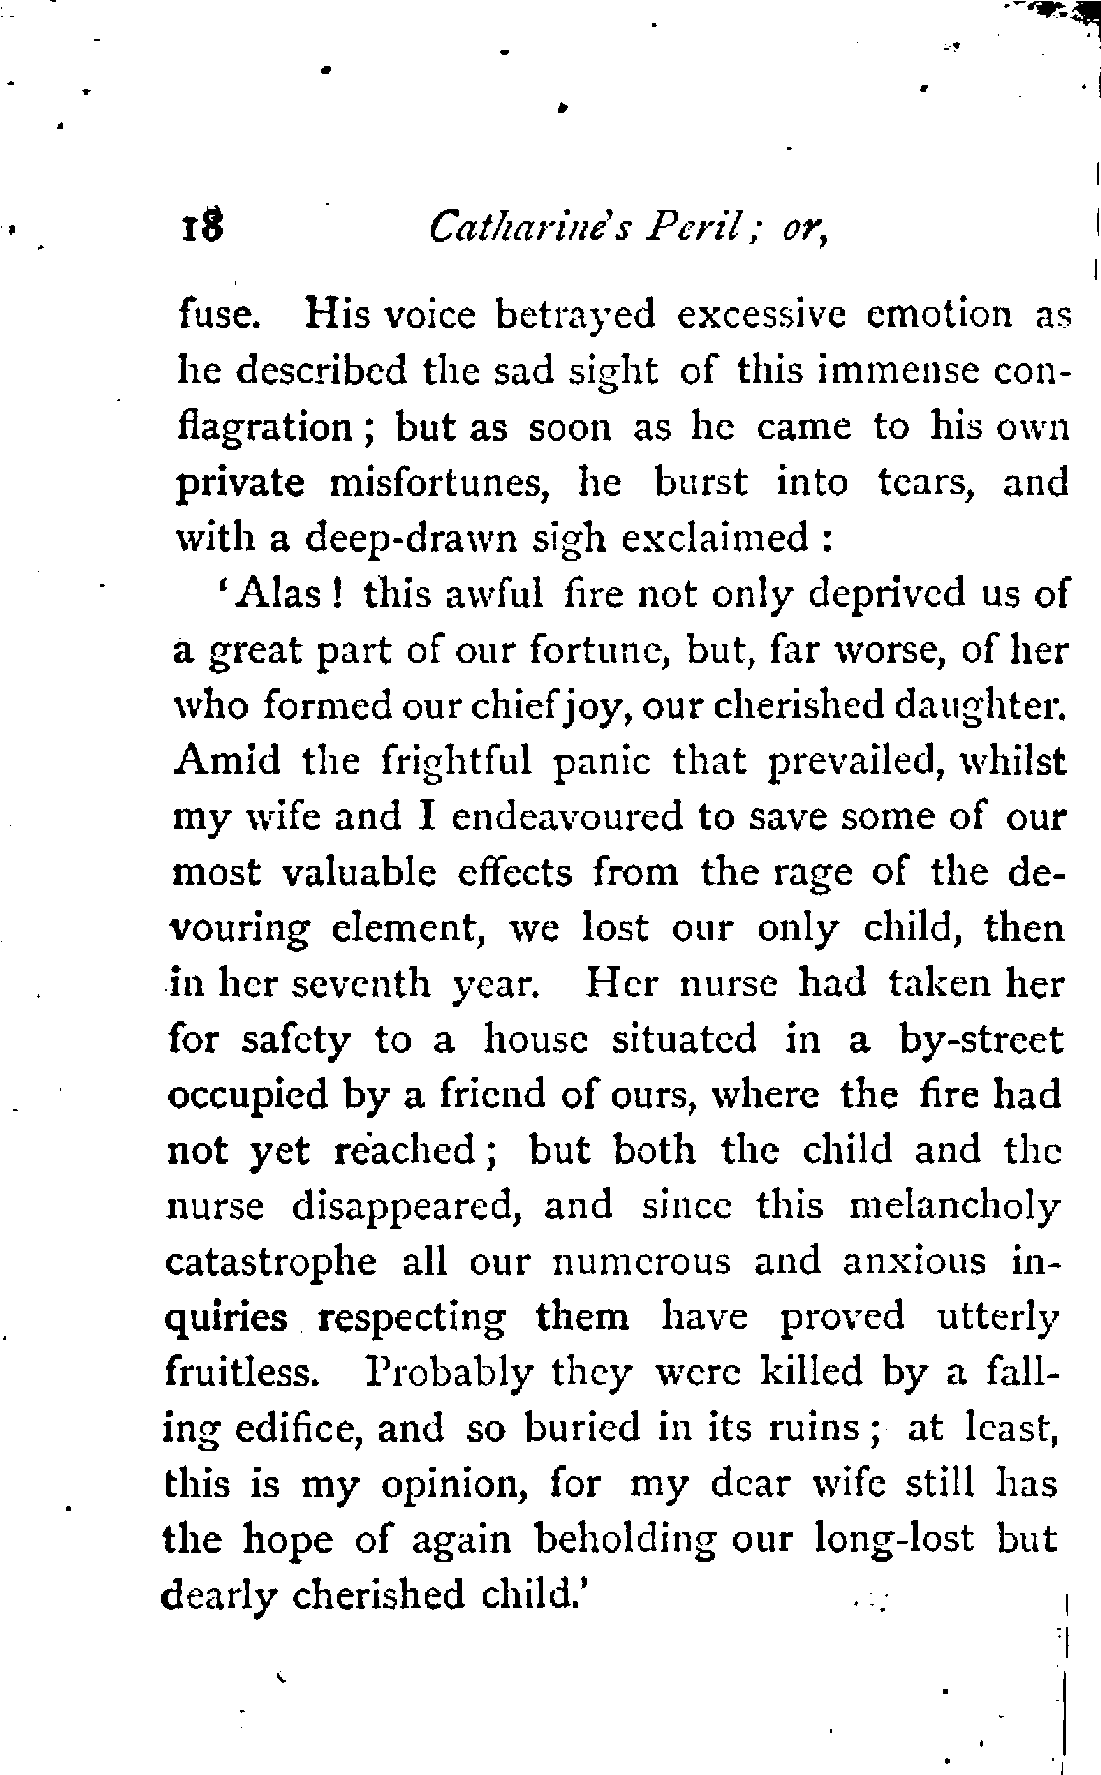 18 Catharine's Peril; or,
fuse. His voice betrayed excessive emotion as
he described the sad sight of this immense con-
flagration; but as soon as he came to his own
private misfortunes, he burst into tears, and
with a deep-drawn sigh exclaimed:
'Alas! this awful fire not only deprived us of
a great part of our fortune, but, far worse, of her
who formed our chief joy, our cherished daughter.
Amid the frightful panic that prevailed, whilst
my wife and I endeavoured to save some of our
most valuable effects from the rage of the de-
vouring element, we lost our only child, then
in her seventh year. Her nurse had taken her
for safety to a house situated in a by-street
occupied by a friend of ours, where the fire had
not yet reached; but both the child and the
nurse disappeared, and since this melancholy
catastrophe all our numerous and anxious in-
quiries respecting them have proved utterly
fruitless. Probably they were killed by a fall-
ing edifice, and so buried in its ruins; at least,
this is my opinion, for my dear wife still has
the hope of again beholding our long-lost but
dearly cherished child.'